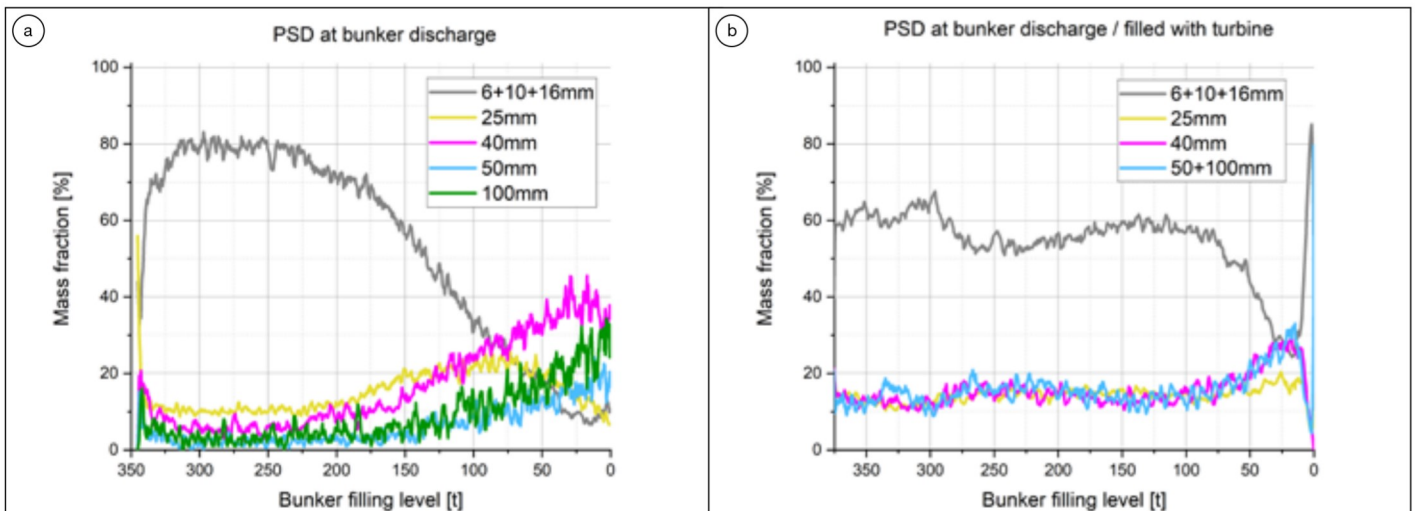 a
PSD at bunker discharge
100
80
60
40
20
0
Mass fraction [%]
6+10+16mm
25mm
40mm
50mm
100mm
350 300 250 200 150 100 50 0
Bunker filling level [t]
b
PSD at bunker discharge / filled with turbine
100
80
60
40
20
0
Mass fraction [%]
6+10+16mm
25mm
40mm
50+100mm
350 300 250 200 150 100 50 0
Bunker filling level [t]